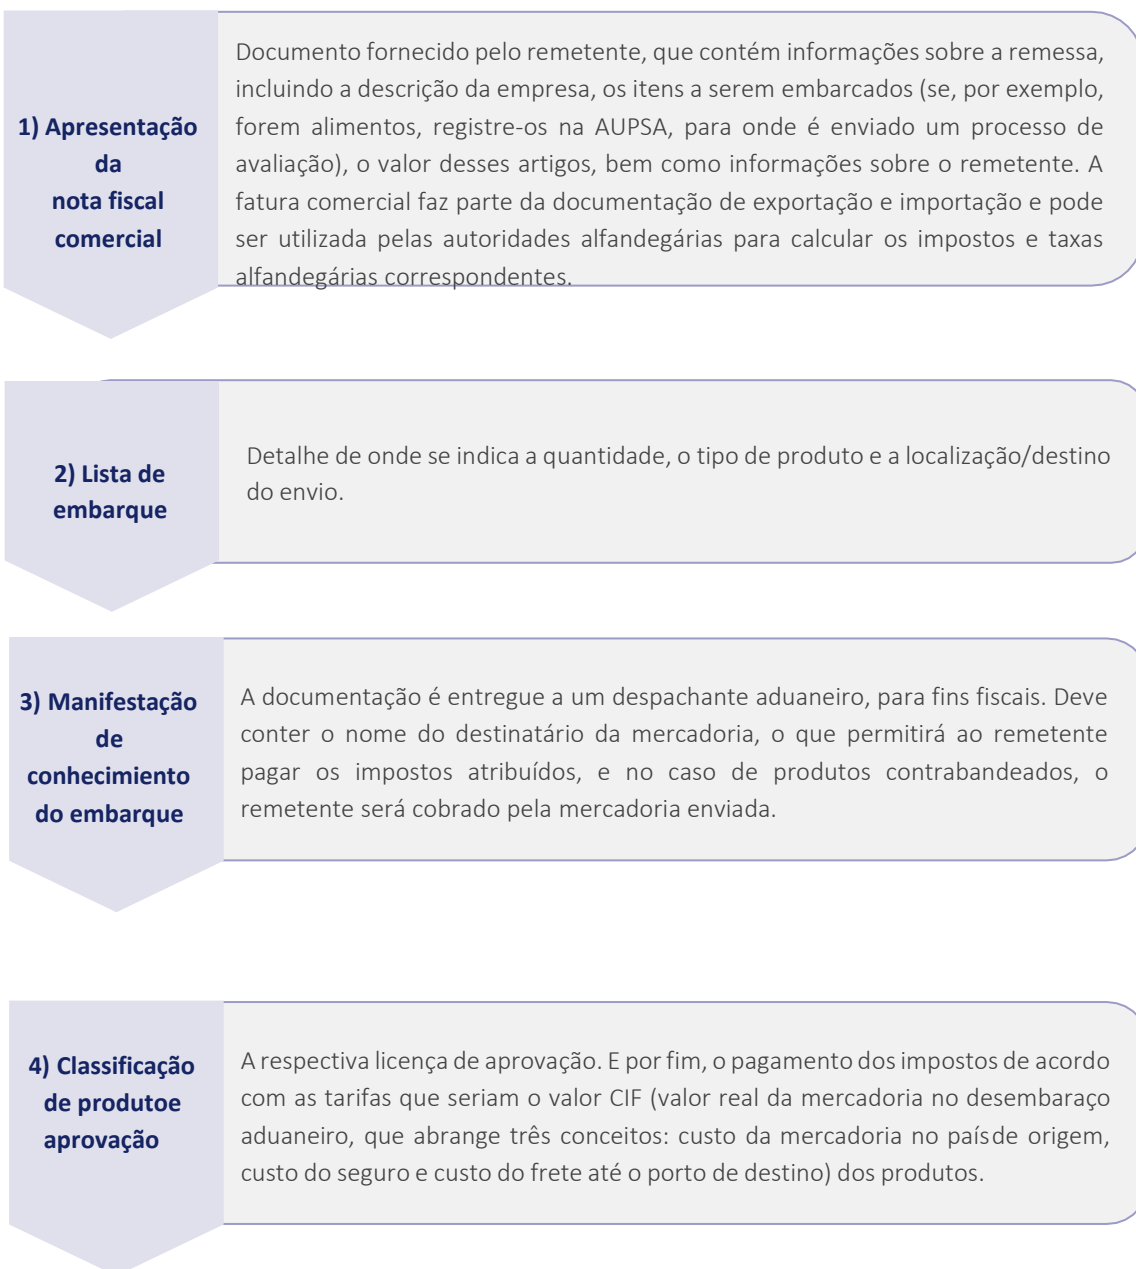 1) Apresentação
da
nota fiscal
comercial
Documento fornecido pelo remetente, que contém informações sobre a remessa,
incluindo a descrição da empresa, os itens a serem embarcados (se, por exemplo,
forem alimentos, registre-os na AUPSA, para onde é enviado um processo de
avaliação), o valor desses artigos, bem como informações sobre o remetente. A
fatura comercial faz parte da documentação de exportação e importação e pode
ser utilizada pelas autoridades alfandegárias para calcular os impostos e taxas
alfandegárias correspondentes.
2) Lista de
embarque
Detalhe de onde se indica a quantidade, o tipo de produto e a localização/destino
do envio.
3) Manifestação
de
conhecimiento
do embarque
A documentação é entregue a um despachante aduaneiro, para fins fiscais. Deve
conter o nome do destinatário da mercadoria, o que permitirá ao remetente
pagar os impostos atribuídos, e no caso de produtos contrabandeados, o
remetente será cobrado pela mercadoria enviada.
4) Classificação
de produtoe
aprovação
A respectiva licença de aprovação. E por fim, o pagamento dos impostos de acordo
com as tarifas que seriam o valor CIF (valor real da mercadoria no desembaraço
aduaneiro, que abrange três conceitos: custo da mercadoria no paísde origem,
custo do seguro e custo do frete até o porto de destino) dos produtos.